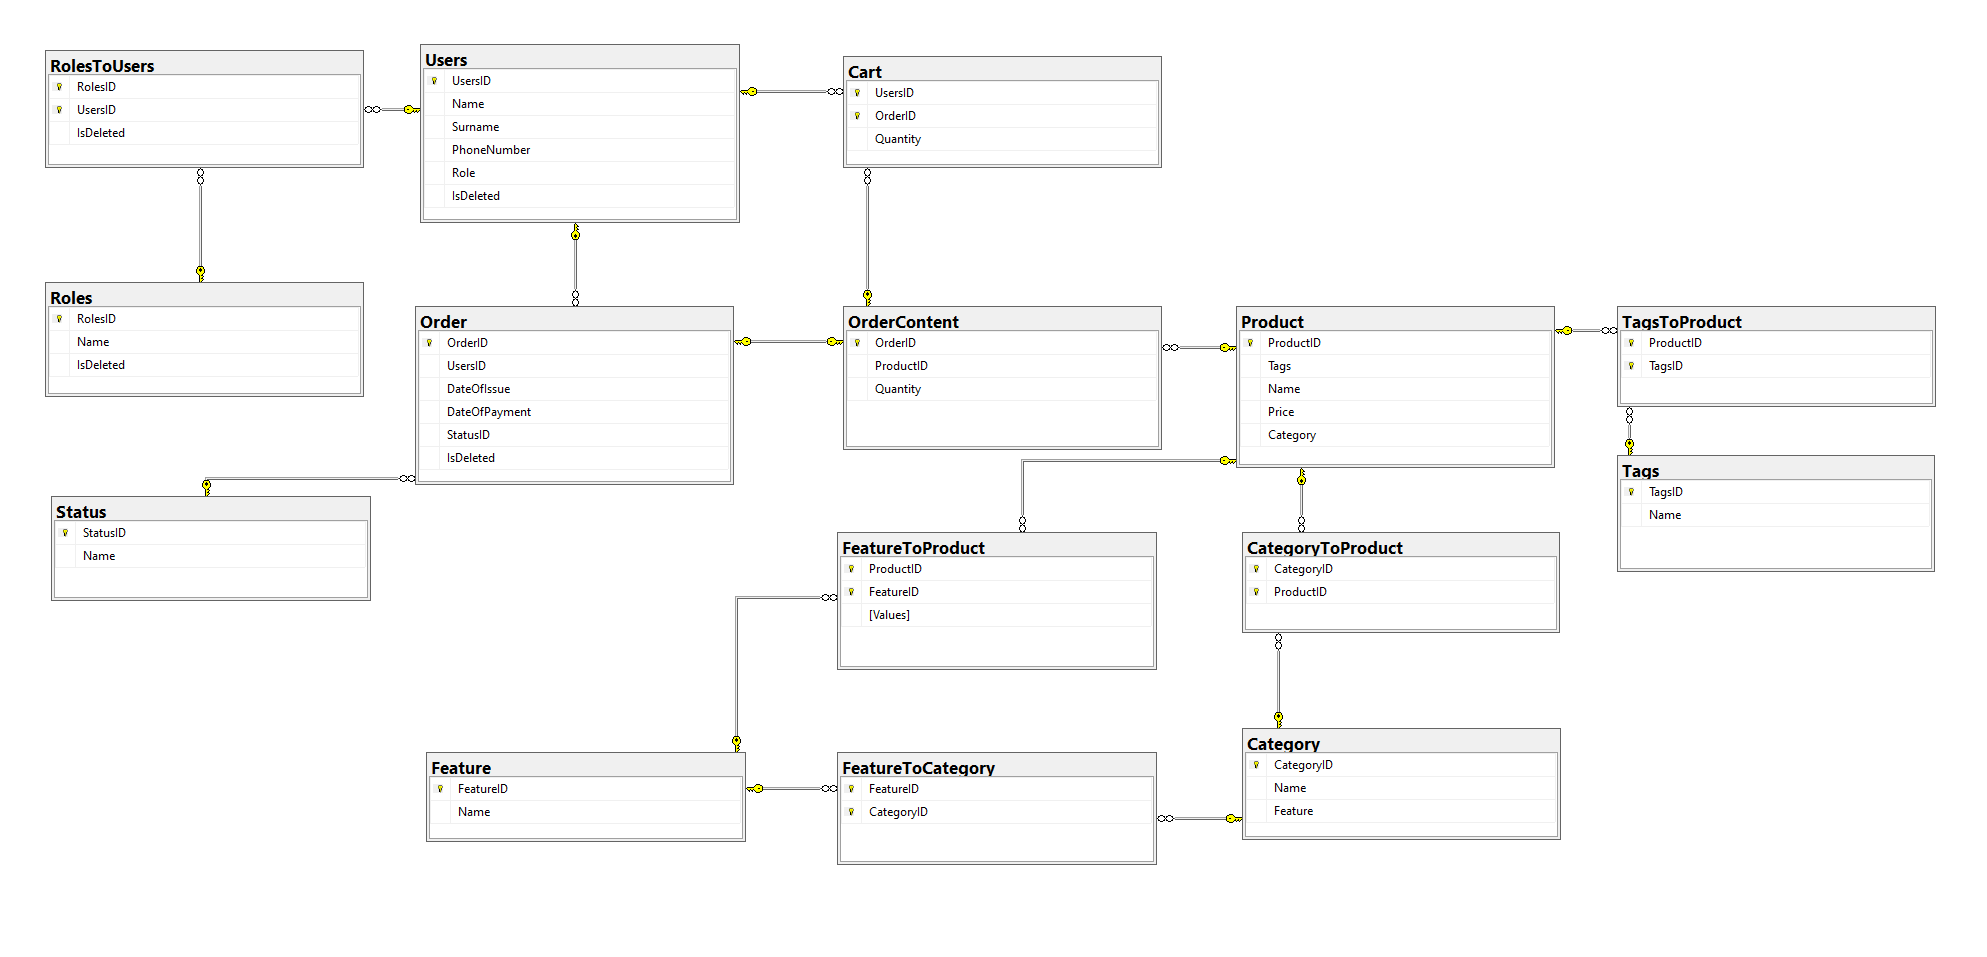 RolesToUsers
RolesID
UsersID
IsDeleted
Users
UsersID
Name
Surname
PhoneNumber
Role
IsDeleted
Cart
UsersID
OrderID
Quantity
Roles
RolesID
Name
IsDeleted
Order
OrderID
UsersID
DateOfIssue
DateOfPayment
StatusID
IsDeleted
OrderContent
OrderID
ProductID
Quantity
Product
ProductID
Tags
Name
Price
Category
TagsToProduct
ProductID
TagsID
Tags
TagsID
Name
Status
StatusID
Name
FeatureToProduct
ProductID
FeatureID
[Values]
CategoryToProduct
CategoryID
ProductID
Feature
FeatureID
Name
FeatureToCategory
FeatureID
CategoryID
Category
CategoryID
Name
Feature